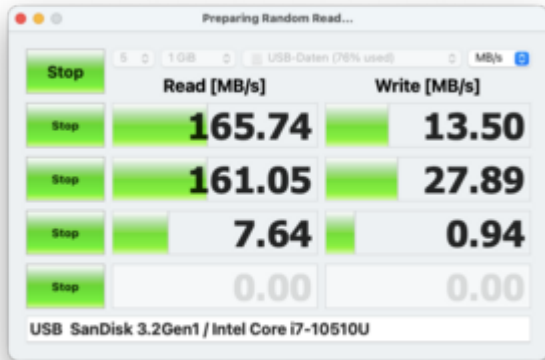 Preparing Random Read...
Stop
5 1 GiB USB-Daten (76% used) MB/s
Read [MB/s] Write [MB/s]
Stop 165.74 13.50
Stop 161.05 27.89
Stop 7.64 0.94
Stop 0.00 0.00
USB SanDisk 3.2Gen1 / Intel Core i7-10510U